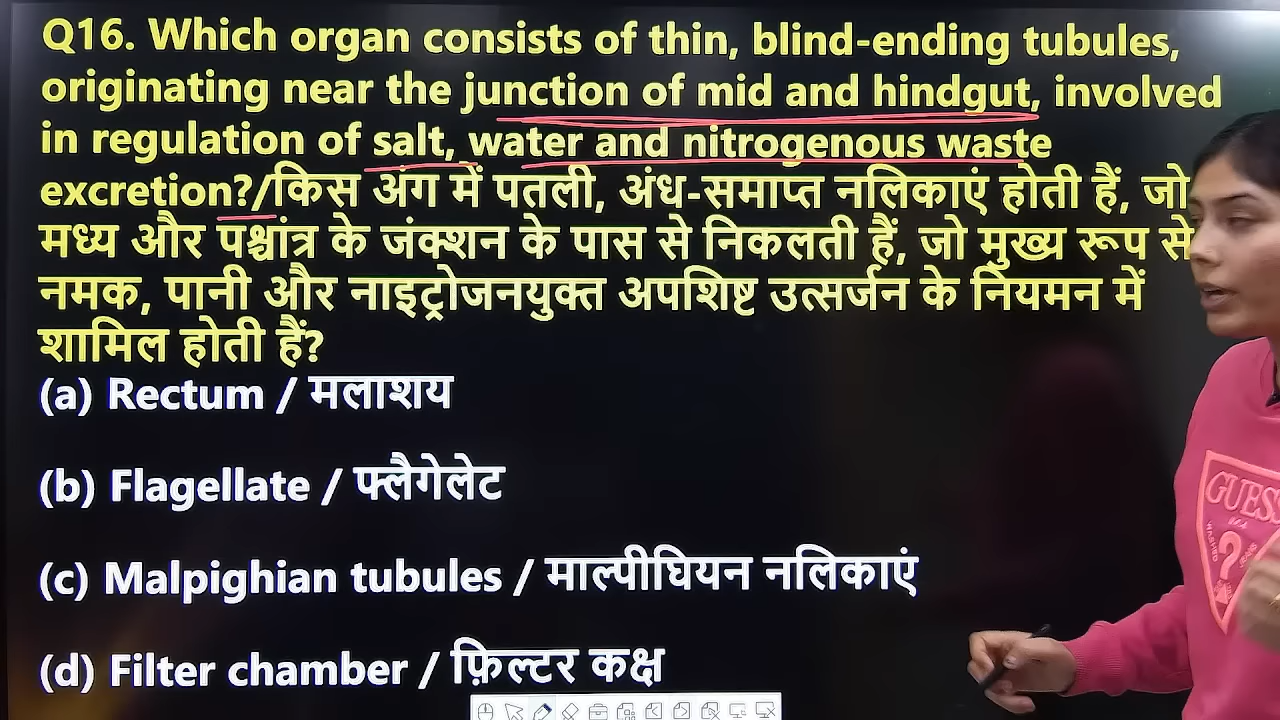 Q16. Which organ consists of thin, blind-ending tubules,
originating near the junction of mid and hindgut, involved
in regulation of salt, water and nitrogenous waste
excretion?/किस अंग में पतली, अंध-समाप्त नलिकाएं होती हैं, जो
मध्य और पश्चांत्र के जंक्शन के पास से निकलती हैं, जो मुख्य रूप से
नमक, पानी और नाइट्रोजनयुक्त अपशिष्ट उत्सर्जन के नियमन में
शामिल होती हैं?
(a) Rectum / मलाशय
(b) Flagellate / फ्लैगेलेट
(c) Malpighian tubules / माल्पीघियन नलिकाएं
(d) Filter chamber / फ़िल्टर कक्ष
GUESS
?